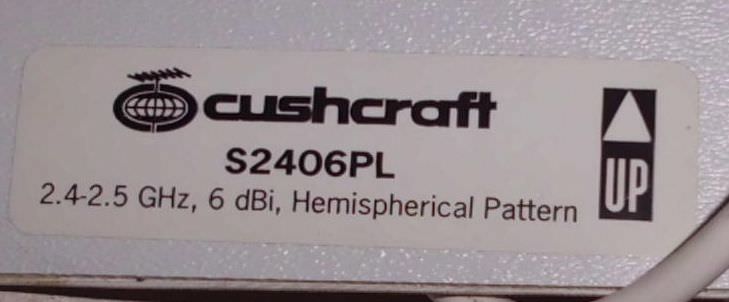 cushcraft
S2406PL
2.4-2.5 GHz, 6 dBi, Hemispherical Pattern
UP